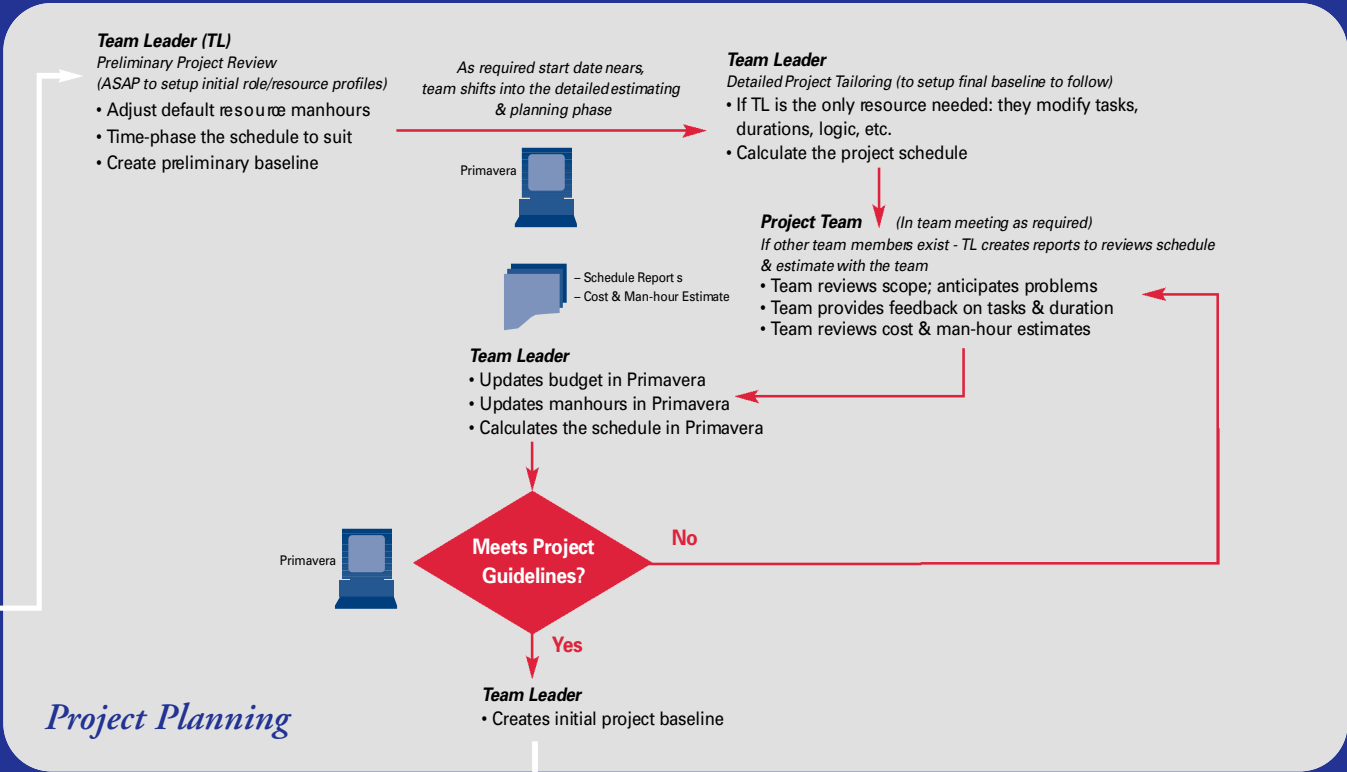 Team Leader (TL)
Preliminary Project Review
(ASAP to setup initial role/resource profiles)
• Adjust default resource manhours
• Time-phase the schedule to suit
• Create preliminary baseline
As required start date nears,
team shifts into the detailed estimating
& planning phase
Primavera
Team Leader
Detailed Project Tailoring (to setup final baseline to follow)
• If TL is the only resource needed: they modify tasks,
durations, logic, etc.
• Calculate the project schedule
Project Team (In team meeting as required)
If other team members exist - TL creates reports to reviews schedule
& estimate with the team
• Team reviews scope; anticipates problems
• Team provides feedback on tasks & duration
• Team reviews cost & man-hour estimates
– Schedule Reports
– Cost & Man-hour Estimate
Team Leader
• Updates budget in Primavera
• Updates manhours in Primavera
• Calculates the schedule in Primavera
Primavera
Meets Project
Guidelines?
No
Yes
Team Leader
• Creates initial project baseline
Project Planning